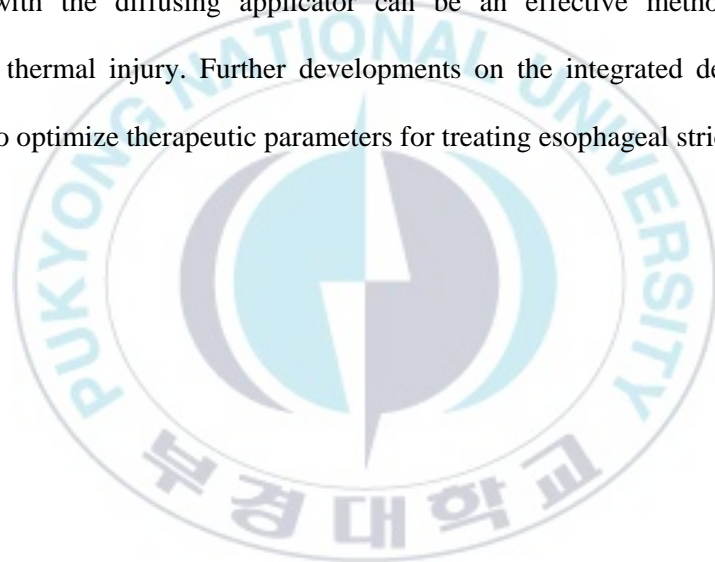 with the diffusing applicator can be an effective metho
thermal injury. Further developments on the integrated de
o optimize therapeutic parameters for treating esophageal stri
PUKYONG NATIONAL UNIVERSITY
부경대학교